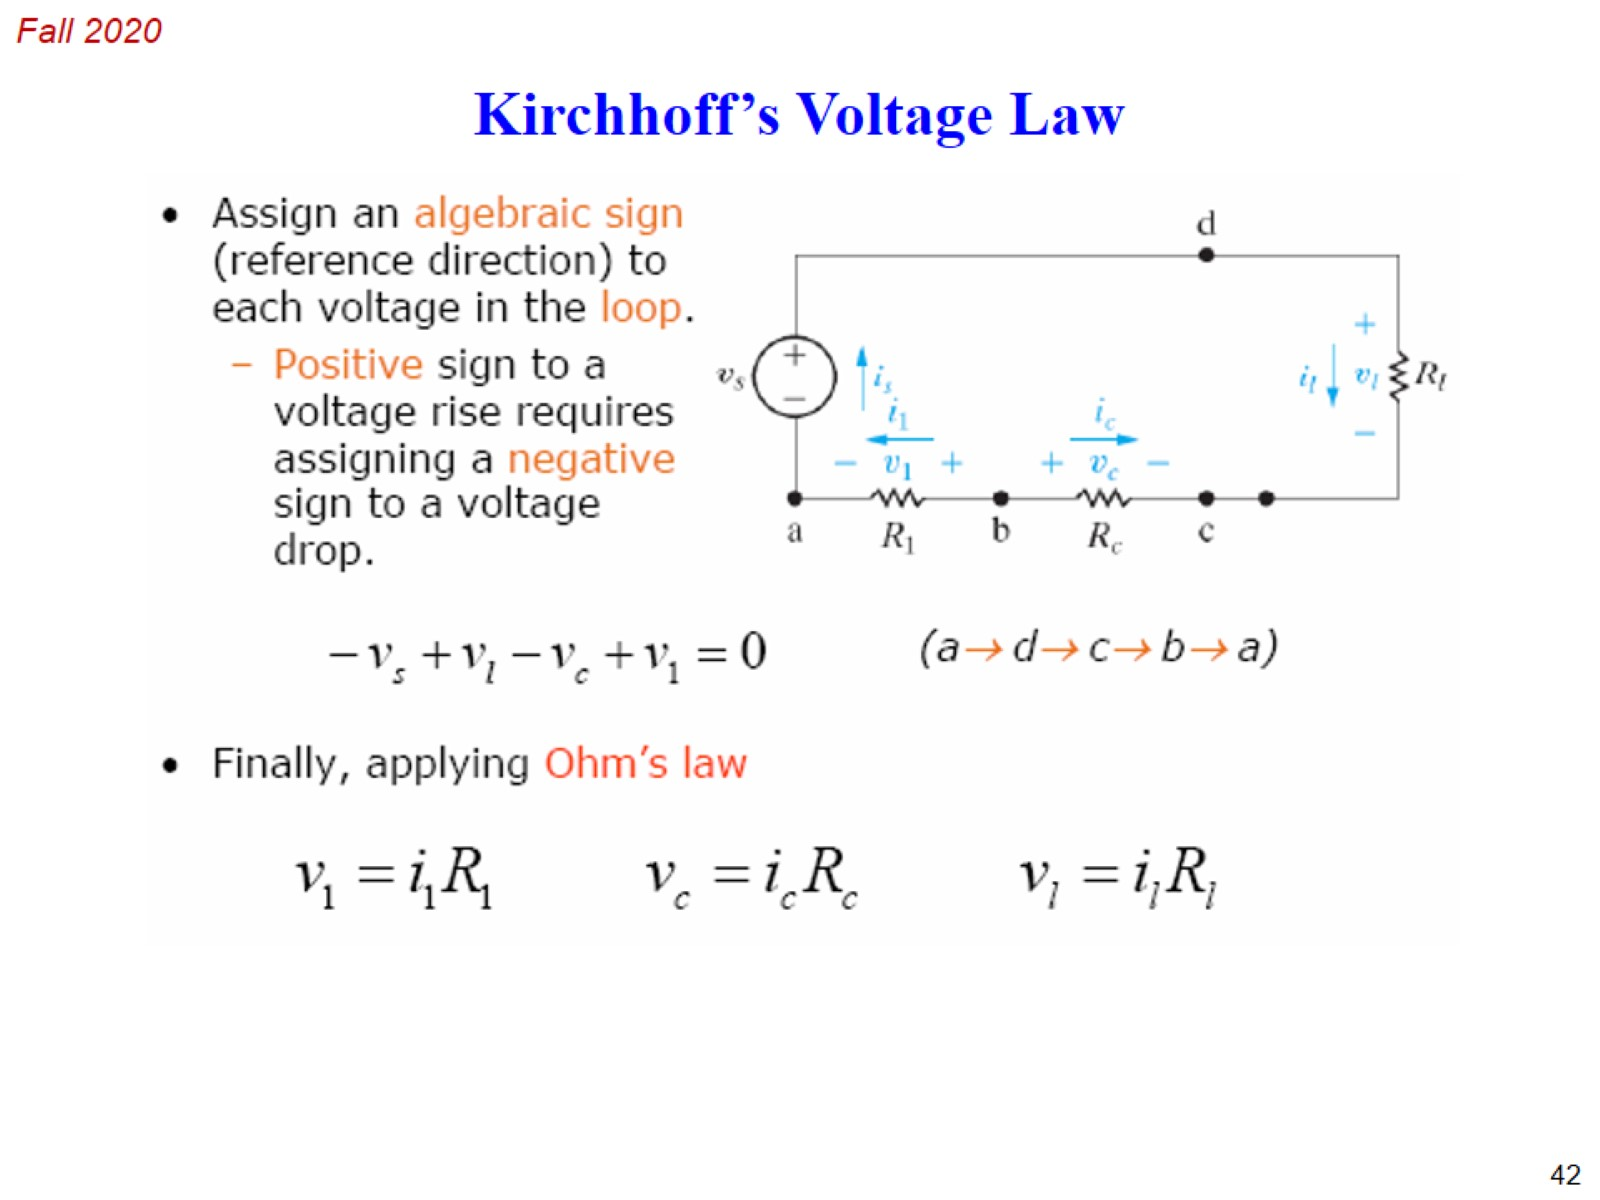 Fall 2020
Kirchhoff’s Voltage Law
• Assign an algebraic sign
(reference direction) to
each voltage in the loop.
– Positive sign to a
voltage rise requires
assigning a negative
sign to a voltage
drop.
d
+
v_s
+
−
i_s
i_l
v_l
R_l
−
i_1
i_c
− v_1 +
+ v_c −
a
R_1
b
R_c
c
−v_s + v_l − v_c + v_1 = 0
(a→d→c→b→a)
• Finally, applying Ohm’s law
v_1 = i_1R_1
v_c = i_cR_c
v_l = i_lR_l
42